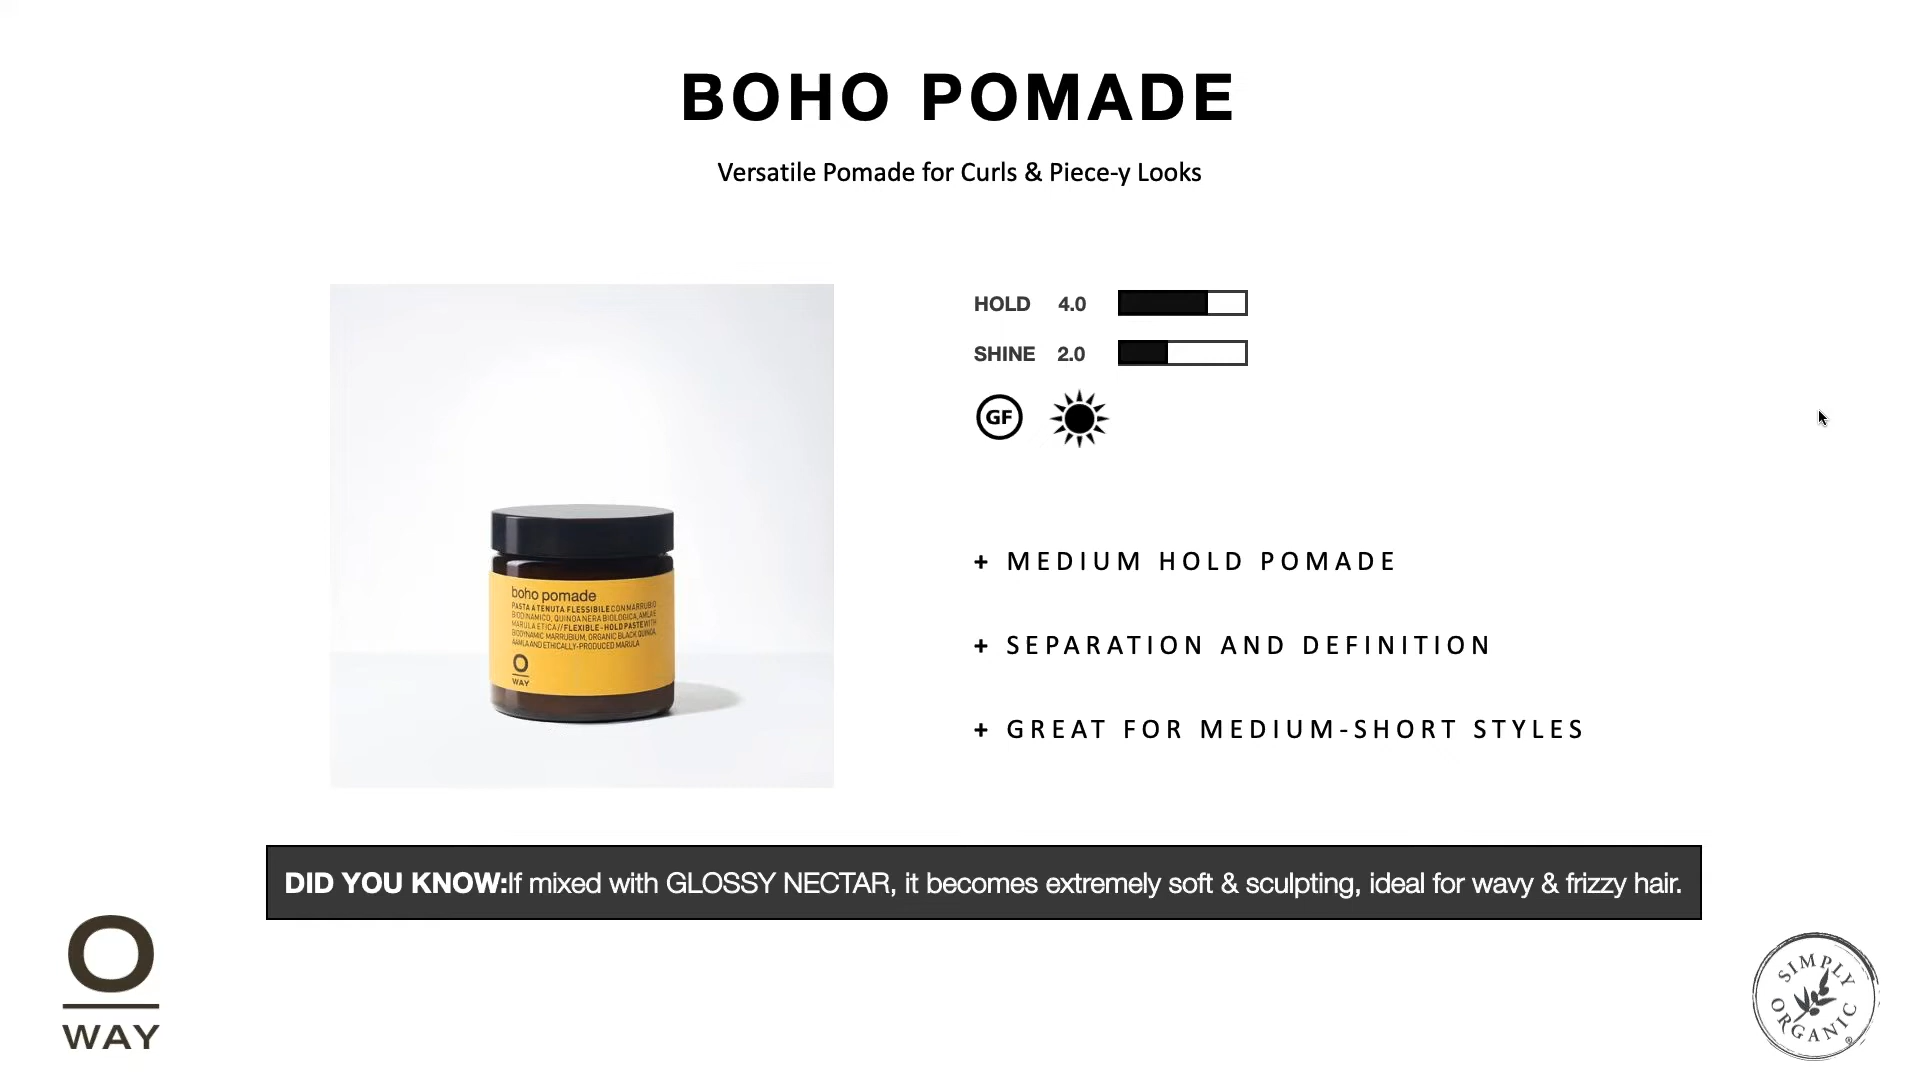 BOHO POMADE
Versatile Pomade for Curls & Piece-y Looks
HOLD 4.0
SHINE 2.0
GF
boho pomade
PASTA A TENUTA FLESSIBILE CON MARRUBIO
BIODINAMICO, QUINOA NERA BIOLOGICA, AMLA E
MARULA ETICA // FLEXIBLE-HOLD PASTE WITH
BIODYNAMIC MARRUBIUM, ORGANIC BLACK QUINOA,
AAMLA AND ETHICALLY-PRODUCED MARULA
O
WAY
+ MEDIUM HOLD POMADE
+ SEPARATION AND DEFINITION
+ GREAT FOR MEDIUM-SHORT STYLES
DID YOU KNOW:If mixed with GLOSSY NECTAR, it becomes extremely soft & sculpting, ideal for wavy & frizzy hair.
O
WAY
SIMPLY
ORGANIC
®